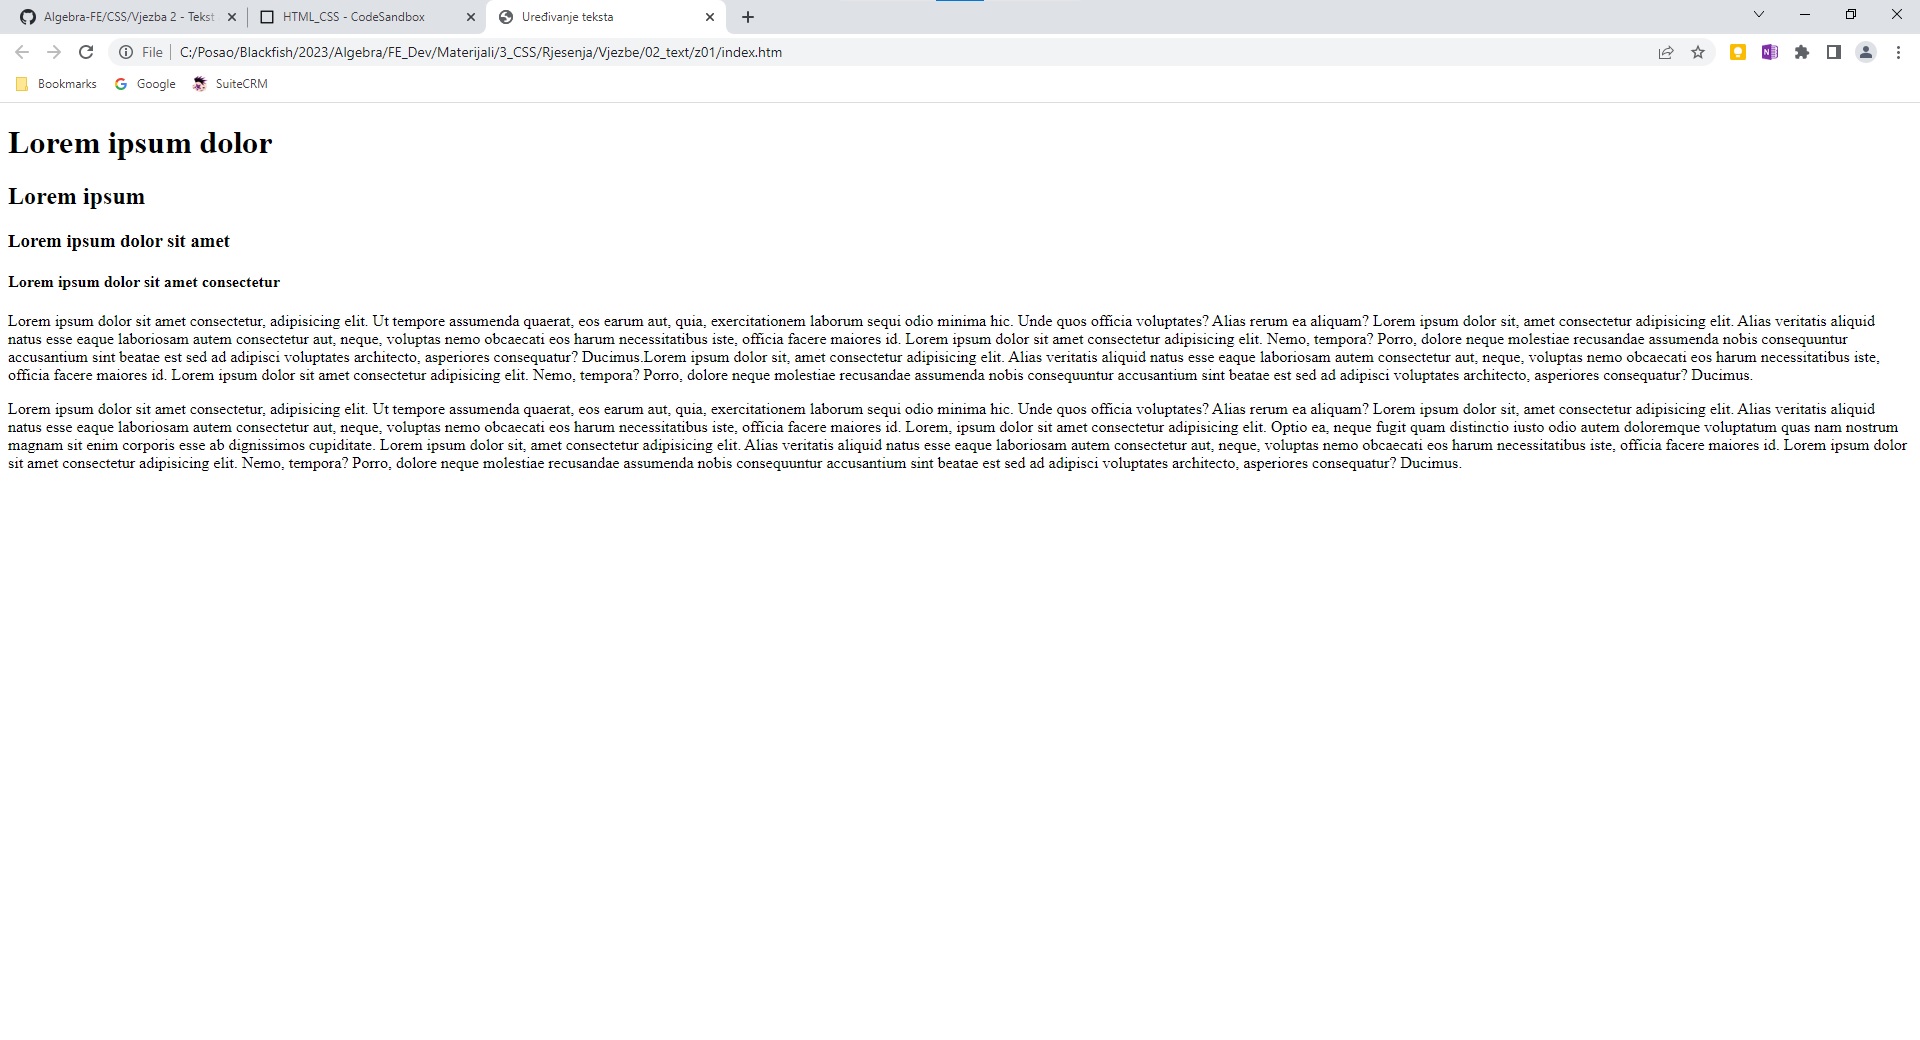 Algebra-FE/CSS/Vjezba 2 - Tekst
HTML_CSS - CodeSandbox
Uređivanje teksta
File
C:/Posao/Blackfish/2023/Algebra/FE_Dev/Materijali/3_CSS/Rjesenja/Vjezbe/02_text/z01/index.htm
Bookmarks
Google
SuiteCRM
Lorem ipsum dolor
Lorem ipsum
Lorem ipsum dolor sit amet
Lorem ipsum dolor sit amet consectetur
Lorem ipsum dolor sit amet consectetur, adipisicing elit. Ut tempore assumenda quaerat, eos earum aut, quia, exercitationem laborum sequi odio minima hic. Unde quos officia voluptates? Alias rerum ea aliquam? Lorem ipsum dolor sit, amet consectetur adipisicing elit. Alias veritatis aliquid
natus esse eaque laboriosam autem consectetur aut, neque, voluptas nemo obcaecati eos harum necessitatibus iste, officia facere maiores id. Lorem ipsum dolor sit amet consectetur adipisicing elit. Nemo, tempora? Porro, dolore neque molestiae recusandae assumenda nobis consequuntur
accusantium sint beatae est sed ad adipisci voluptates architecto, asperiores consequatur? Ducimus.Lorem ipsum dolor sit, amet consectetur adipisicing elit. Alias veritatis aliquid natus esse eaque laboriosam autem consectetur aut, neque, voluptas nemo obcaecati eos harum necessitatibus iste,
officia facere maiores id. Lorem ipsum dolor sit amet consectetur adipisicing elit. Nemo, tempora? Porro, dolore neque molestiae recusandae assumenda nobis consequuntur accusantium sint beatae est sed ad adipisci voluptates architecto, asperiores consequatur? Ducimus.
Lorem ipsum dolor sit amet consectetur, adipisicing elit. Ut tempore assumenda quaerat, eos earum aut, quia, exercitationem laborum sequi odio minima hic. Unde quos officia voluptates? Alias rerum ea aliquam? Lorem ipsum dolor sit, amet consectetur adipisicing elit. Alias veritatis aliquid
natus esse eaque laboriosam autem consectetur aut, neque, voluptas nemo obcaecati eos harum necessitatibus iste, officia facere maiores id. Lorem, ipsum dolor sit amet consectetur adipisicing elit. Optio ea, neque fugit quam distinctio iusto odio autem doloremque voluptatum quas nam nostrum
magnam sit enim corporis esse ab dignissimos cupiditate. Lorem ipsum dolor sit, amet consectetur adipisicing elit. Alias veritatis aliquid natus esse eaque laboriosam autem consectetur aut, neque, voluptas nemo obcaecati eos harum necessitatibus iste, officia facere maiores id. Lorem ipsum dolor
sit amet consectetur adipisicing elit. Nemo, tempora? Porro, dolore neque molestiae recusandae assumenda nobis consequuntur accusantium sint beatae est sed ad adipisci voluptates architecto, asperiores consequatur? Ducimus.